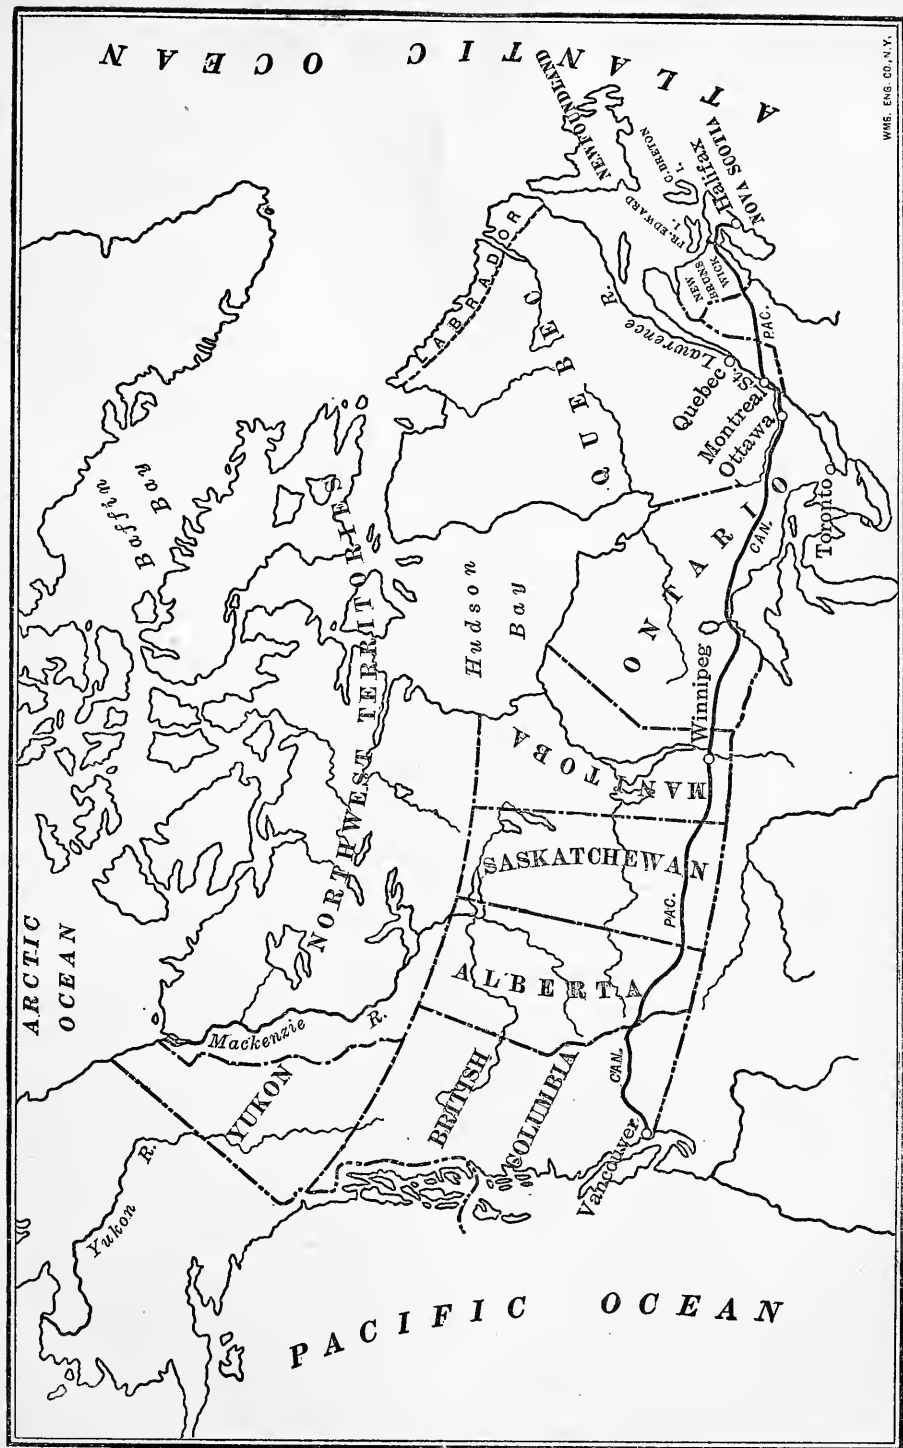 ATLANTIC OCEAN
ARCTIC
OCEAN
Baffin
Bay
NORTHWEST TERRITORIES
Hudson
Bay
Mackenzie R.
Yukon R.
YUKON
BRITISH
COLUMBIA
ALBERTA
SASKATCHEWAN
MANITOBA
ONTARIO
QUEBEC
LABRADOR
NEWFOUNDLAND
C. BRETON
I.
PR. EDWARD
I.
Halifax
NOVA SCOTIA
NEW
BRUNS
WICK
St. Lawrence R.
Quebec
Montreal
Ottawa
Toronto
Winnipeg
Vancouver
CAN.
PAC.
CAN.
PAC.
PACIFIC OCEAN
WMS. ENG. CO., N.Y.